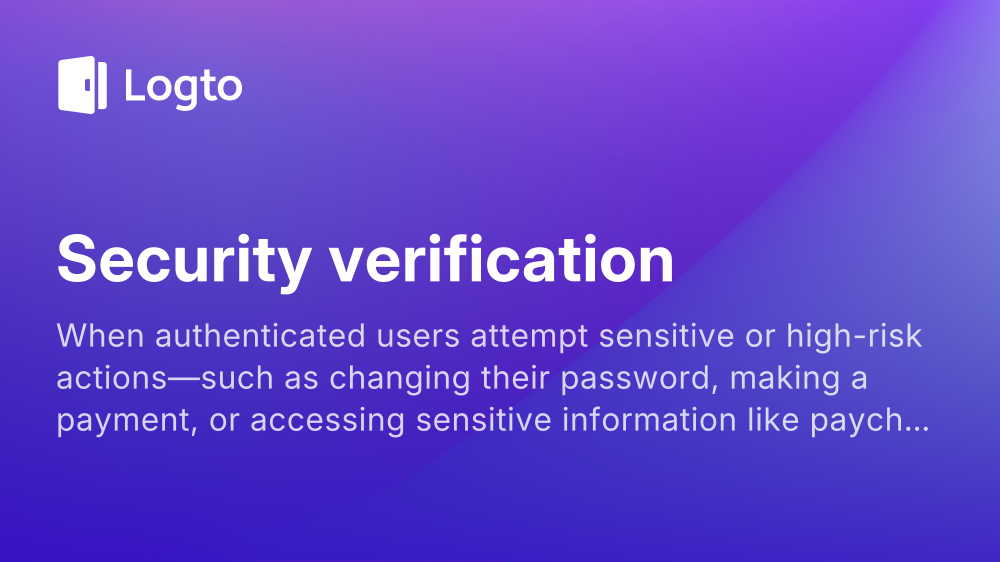 Logto
Security verification
When authenticated users attempt sensitive or high-risk
actions—such as changing their password, making a
payment, or accessing sensitive information like paych...